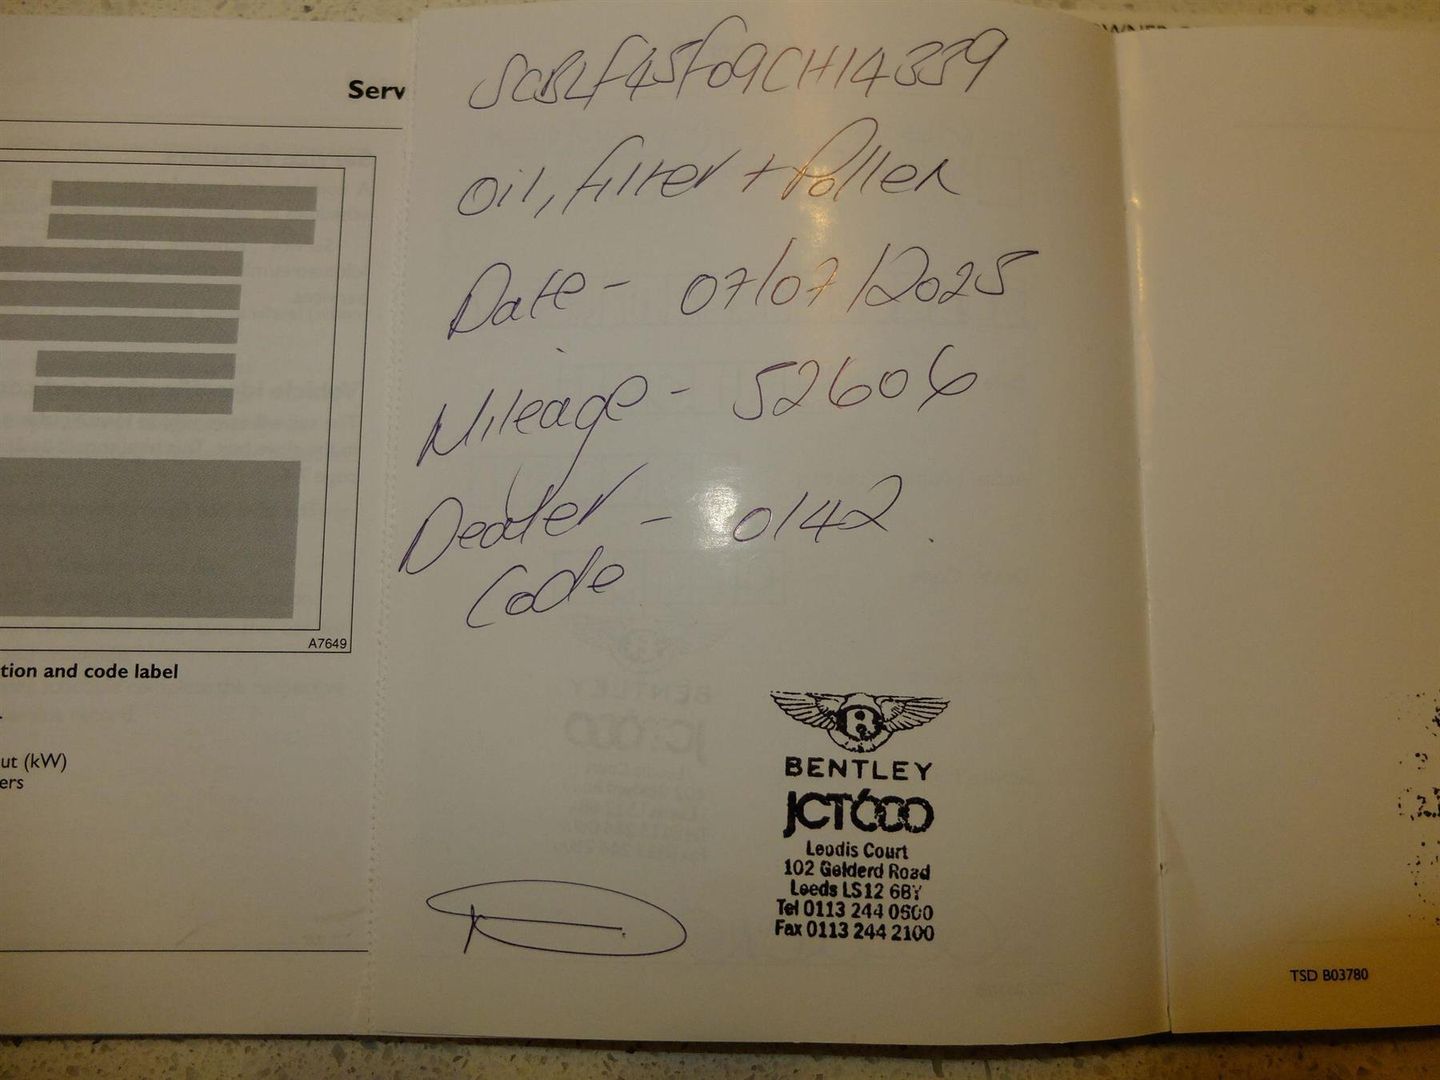 Serv
A7649
tion and code label
ut (kW)
ers
SCBLF45F09CH14339
Oil, filter + Pollen
Date - 07/07/2025
Mileage - 52606
Dealer - 0142
Code
BENTLEY
JCT600
Leodis Court
102 Gelderd Road
Leeds LS12 6BY
Tel 0113 244 0600
Fax 0113 244 2100
TSD B03780